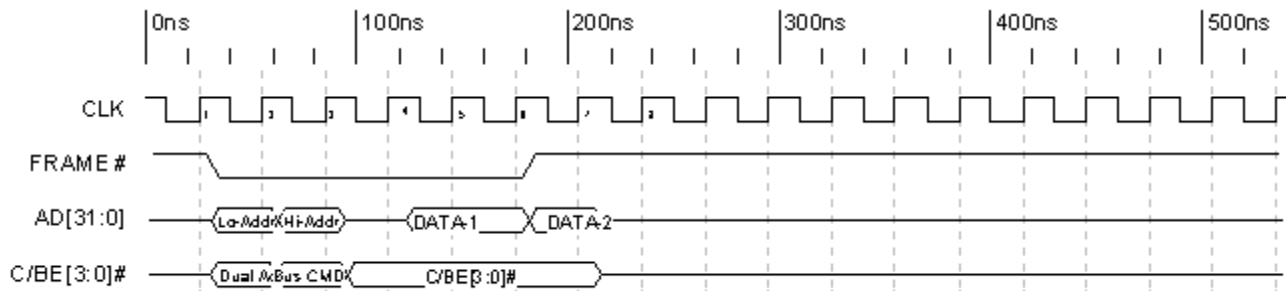 0ns 100ns 200ns 300ns 400ns 500ns
CLK 1 2 3 4 5 6 7 8
FRAME #
AD[31:0] Lo-Addr Hi-Addr DATA-1 DATA-2
C/BE[3:0]# Dual A Bus CMD C/BE[3:0]#